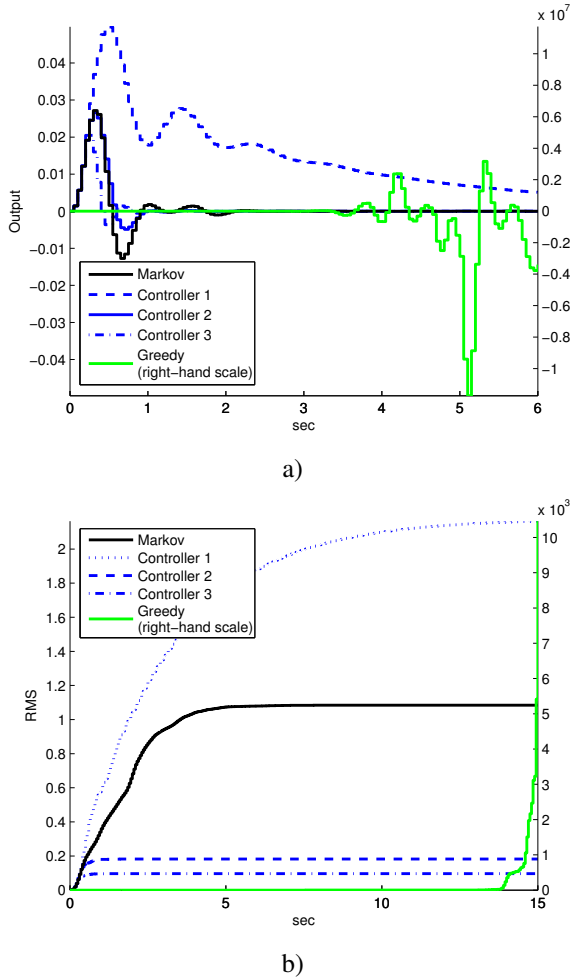 x 10^7
0.04
0.03
0.02
0.01
0
−0.01
−0.02
−0.03
−0.04
Output
1
0.8
0.6
0.4
0.2
0
−0.2
−0.4
−0.6
−0.8
−1
Markov
Controller 1
Controller 2
Controller 3
Greedy
(right−hand scale)
0 1 2 3 4 5 6
sec
a)
x 10^3
2
1.8
1.6
1.4
1.2
1
0.8
0.6
0.4
0.2
0
RMS
10
9
8
7
6
5
4
3
2
1
0
Markov
Controller 1
Controller 2
Controller 3
Greedy
(right−hand scale)
0 5 10 15
sec
b)